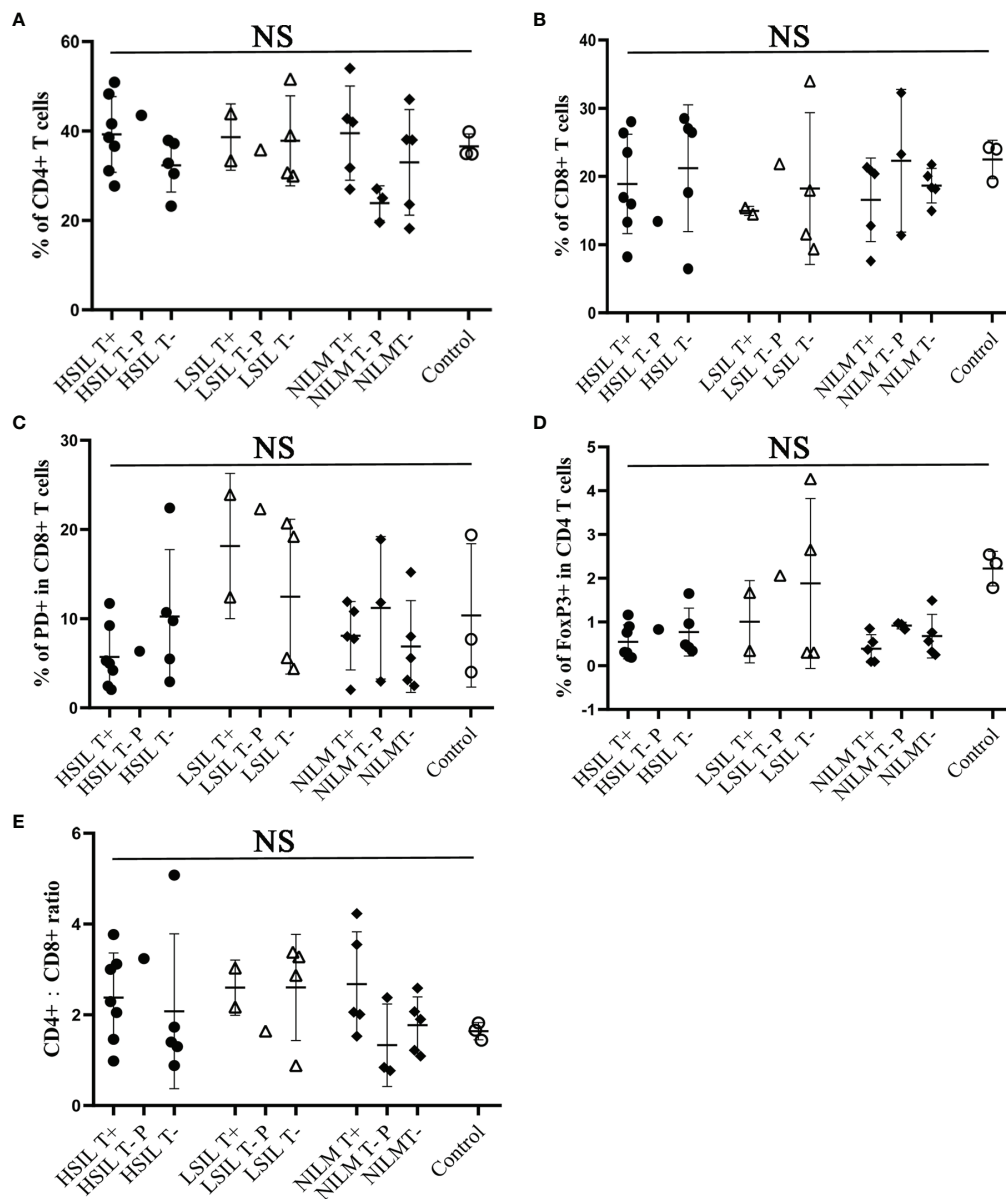 A
NS
% of CD4+ T cells
60
40
20
0
HSIL T+
HSIL T- P
HSIL T-
LSIL T+
LSIL T- P
LSIL T-
NILM T+
NILM T- P
NILMT-
Control
B
NS
% of CD8+ T cells
40
30
20
10
0
HSIL T+
HSIL T- P
HSIL T-
LSIL T+
LSIL T- P
LSIL T-
NILM T+
NILM T- P
NILMT-
Control
C
NS
% of PD+ in CD8+ T cells
30
20
10
0
HSIL T+
HSIL T- P
HSIL T-
LSIL T+
LSIL T- P
LSIL T-
NILM T+
NILM T- P
NILMT-
Control
D
NS
% of FoxP3+ in CD4 T cells
5
4
3
2
1
0
-1
HSIL T+
HSIL T- P
HSIL T-
LSIL T+
LSIL T- P
LSIL T-
NILM T+
NILM T- P
NILMT-
Control
E
NS
CD4+ : CD8+ ratio
6
4
2
0
HSIL T+
HSIL T- P
HSIL T-
LSIL T+
LSIL T- P
LSIL T-
NILM T+
NILM T- P
NILMT-
Control